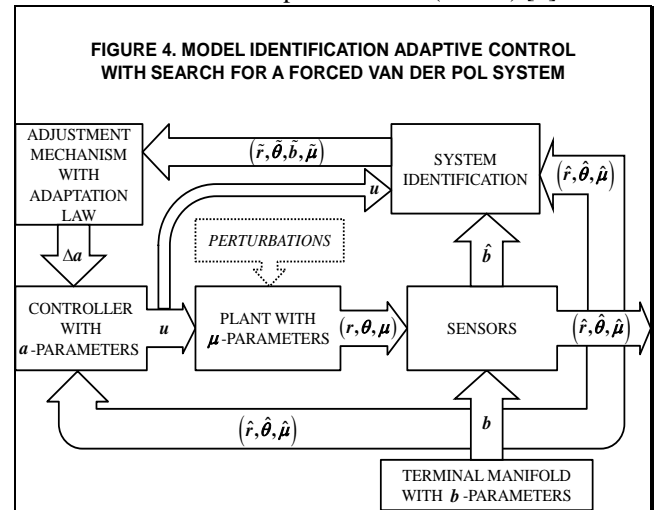 FIGURE 4. MODEL IDENTIFICATION ADAPTIVE CONTROL
WITH SEARCH FOR A FORCED VAN DER POL SYSTEM
ADJUSTMENT
MECHANISM
WITH
ADAPTATION
LAW
(r̃,θ̃,b̃,μ̃)
SYSTEM
IDENTIFICATION
(r̂,θ̂,μ̂)
u
PERTURBATIONS
Δa
b̂
CONTROLLER
WITH
a-PARAMETERS
u
PLANT WITH
μ-PARAMETERS
(r,θ,μ)
SENSORS
(r̂,θ̂,μ̂)
(r̂,θ̂,μ̂)
b
TERMINAL MANIFOLD
WITH b -PARAMETERS